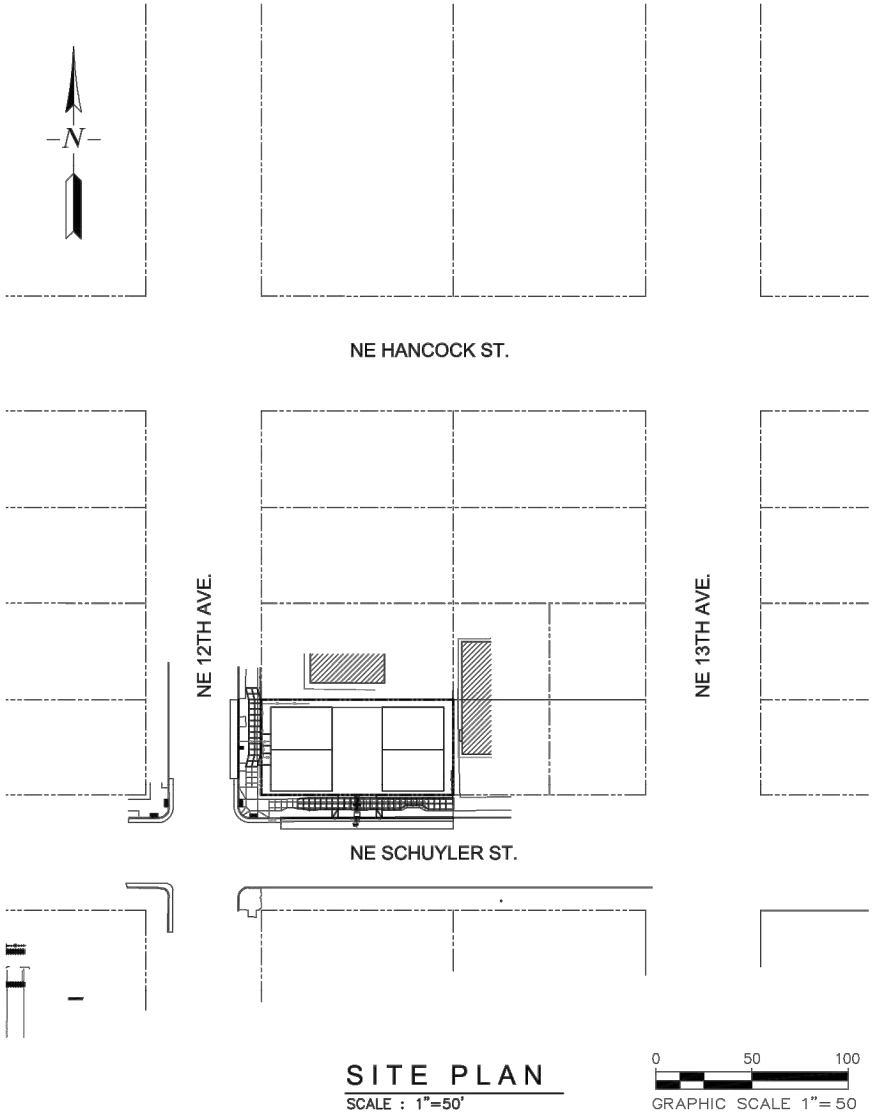 -N-
NE HANCOCK ST.
NE 12TH AVE.
NE 13TH AVE.
NE SCHUYLER ST.
SITE PLAN
SCALE : 1"=50'
0 50 100
GRAPHIC SCALE 1"= 50